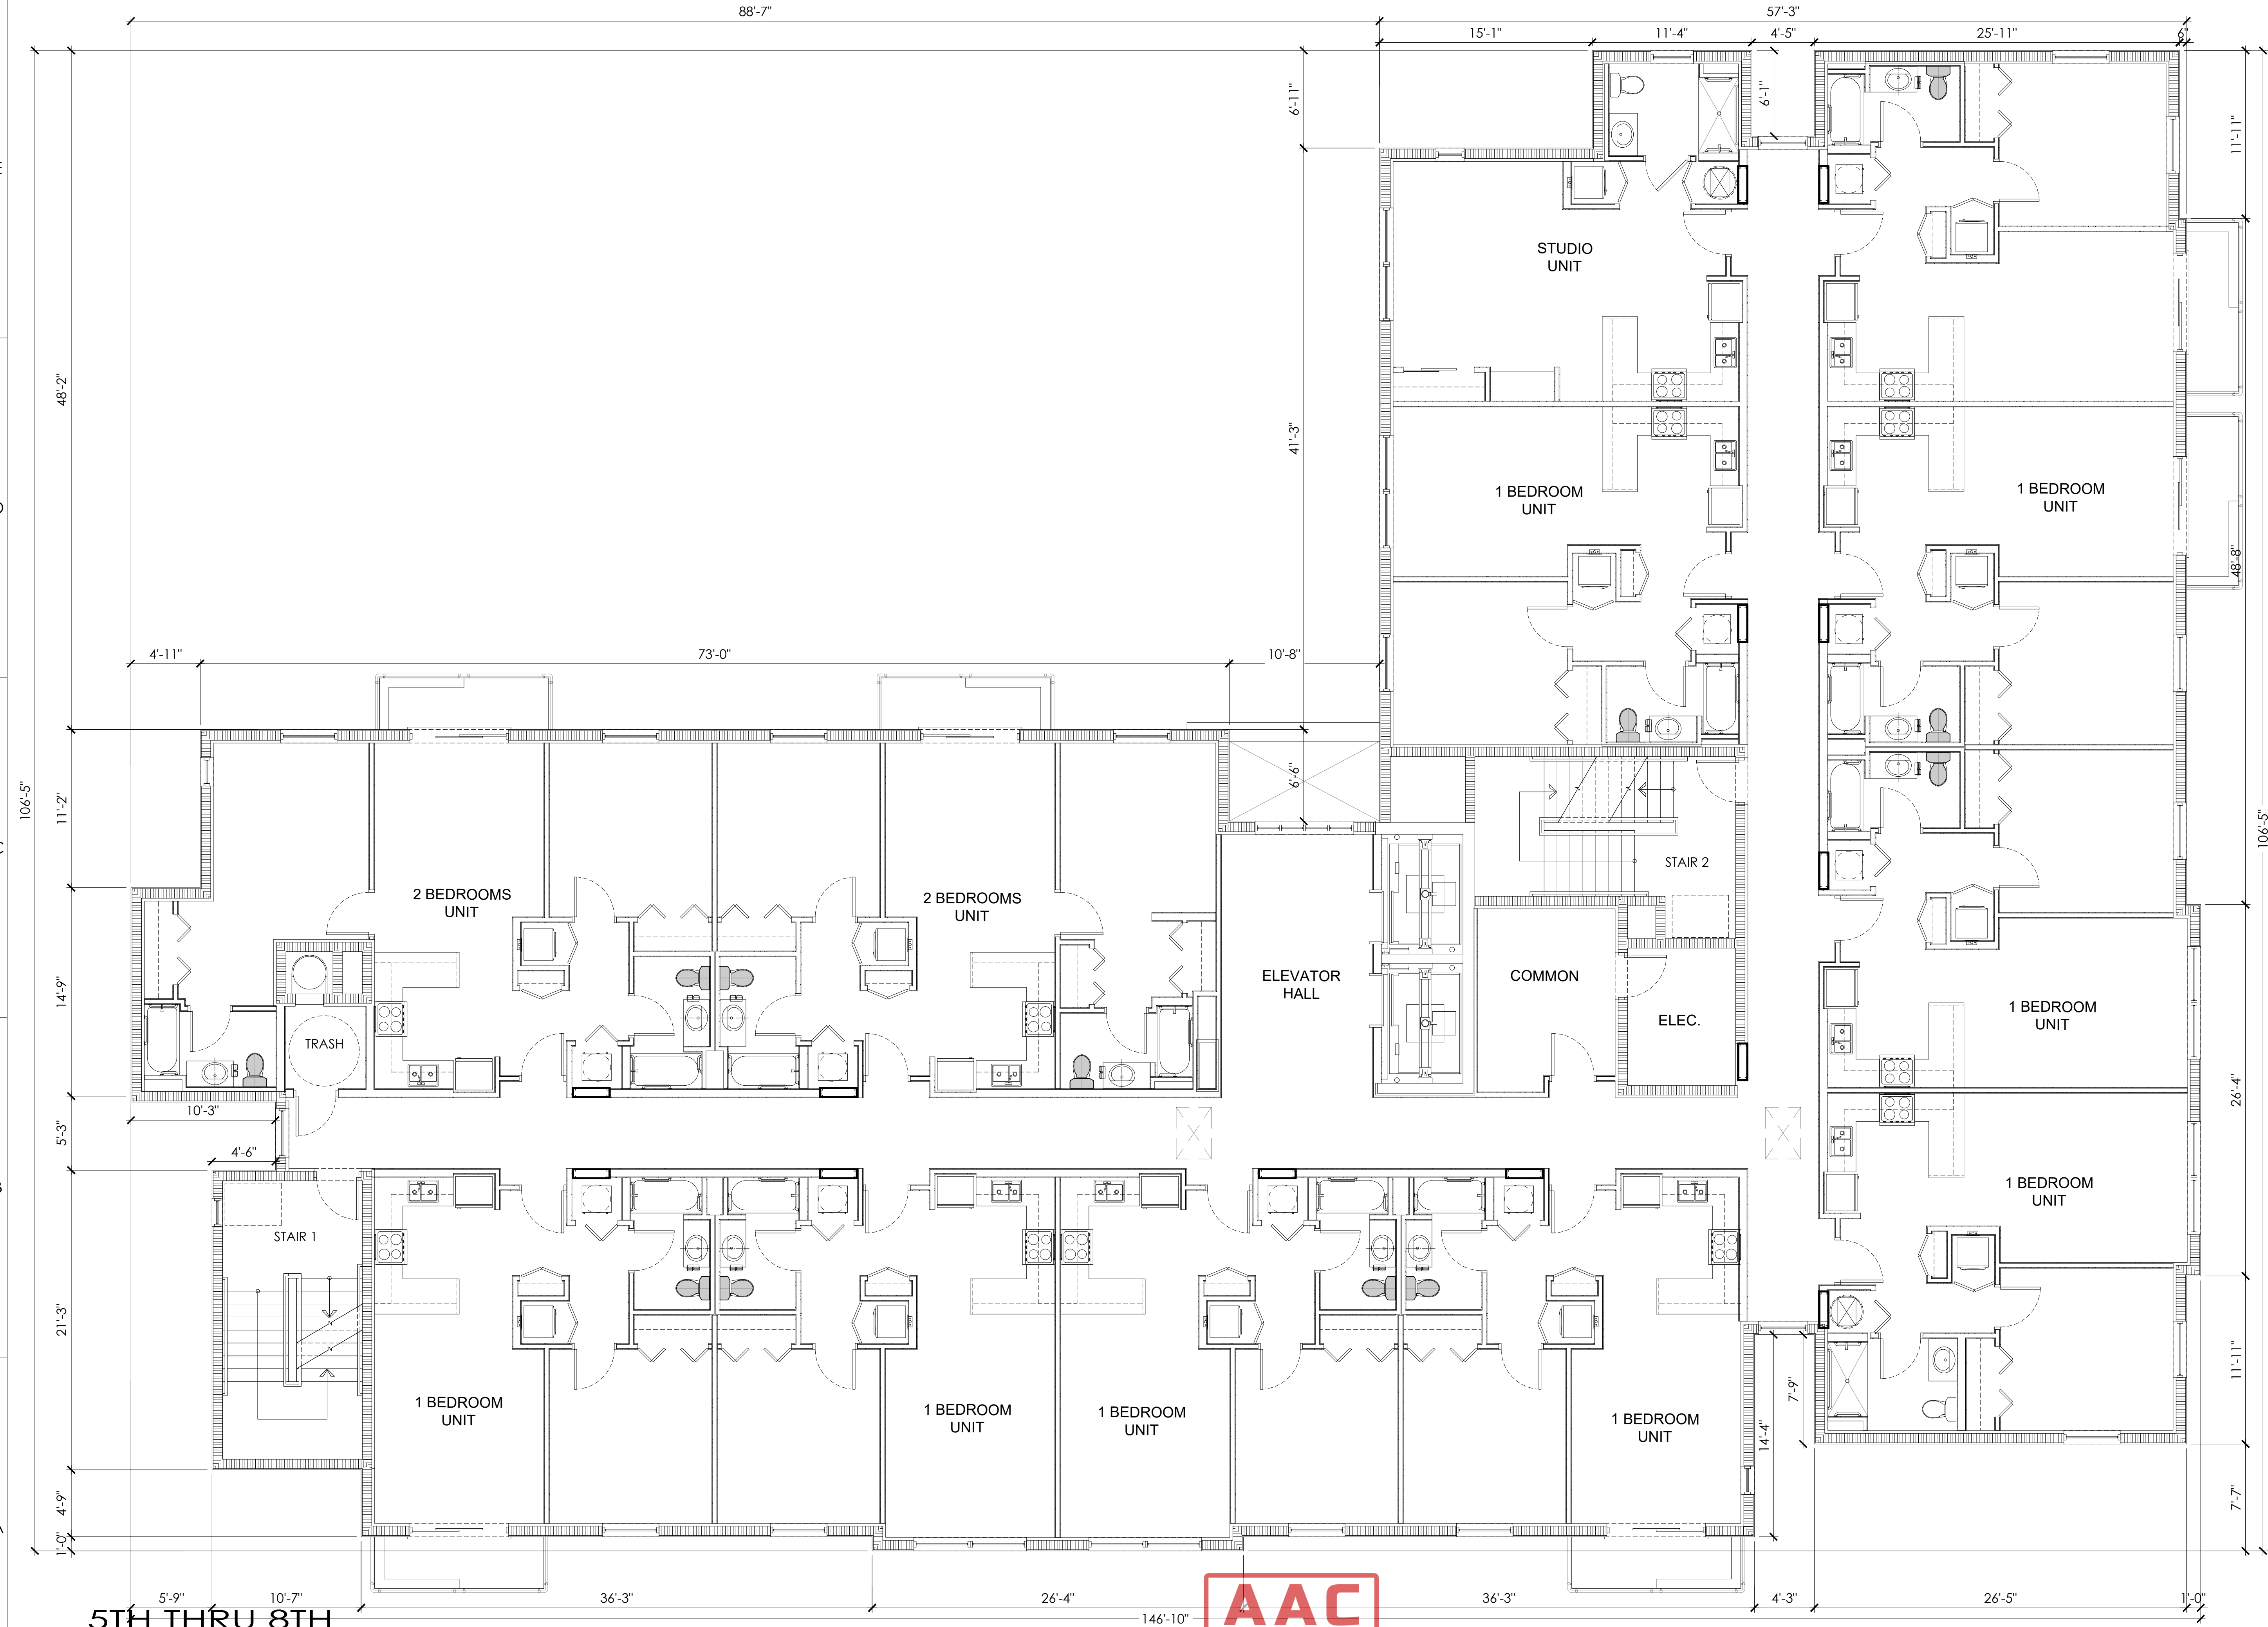 88'-7"
57'-3"
15'-1"
11'-4"
4'-5"
25'-11"
6"
6'-11"
6'-1"
11'-11"
48'-2"
STUDIO
UNIT
41'-3"
1 BEDROOM
UNIT
1 BEDROOM
UNIT
48'-8"
4'-11"
73'-0"
10'-8"
6'-6"
106'-5"
11'-2"
106'-5"
2 BEDROOMS
UNIT
2 BEDROOMS
UNIT
STAIR 2
14'-9"
ELEVATOR
HALL
COMMON
ELEC.
1 BEDROOM
UNIT
TRASH
10'-3"
5'-3"
4'-6"
26'-4"
1 BEDROOM
UNIT
STAIR 1
21'-3"
1 BEDROOM
UNIT
1 BEDROOM
UNIT
1 BEDROOM
UNIT
1 BEDROOM
UNIT
7'-9"
14'-4"
11'-11"
4'-9"
1'-0"
7'-7"
5'-9"
10'-7"
36'-3"
26'-4"
36'-3"
4'-3"
26'-5"
1'-0"
146'-10"
5TH THRU 8TH
AAC